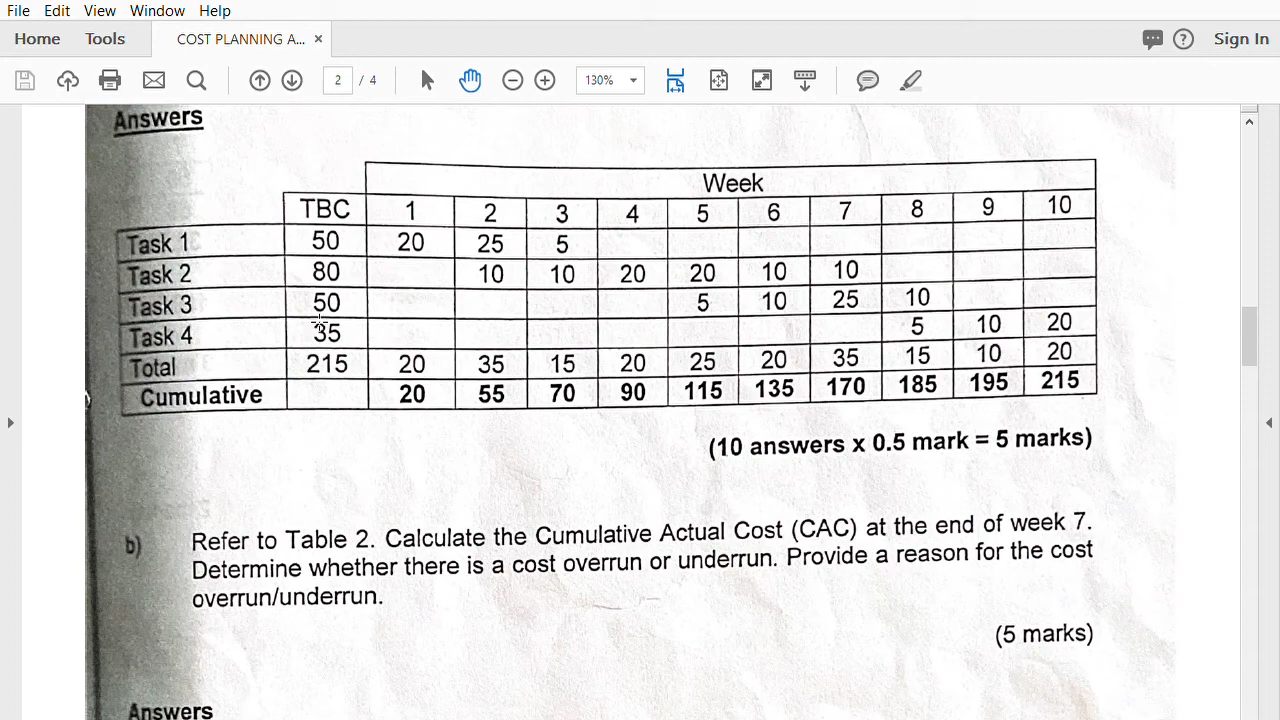 File Edit View Window Help
Home Tools COST PLANNING A... × Sign In
2 / 4 130%
Answers
Week
TBC 1 2 3 4 5 6 7 8 9 10
Task 1 50 20 25 5
Task 2 80 10 10 20 20 10 10
Task 3 50 5 10 25 10
Task 4 35 5 10 20
Total 215 20 35 15 20 25 20 35 15 10 20
Cumulative 20 55 70 90 115 135 170 185 195 215
(10 answers x 0.5 mark = 5 marks)
b) Refer to Table 2. Calculate the Cumulative Actual Cost (CAC) at the end of week 7.
Determine whether there is a cost overrun or underrun. Provide a reason for the cost
overrun/underrun.
(5 marks)
Answers